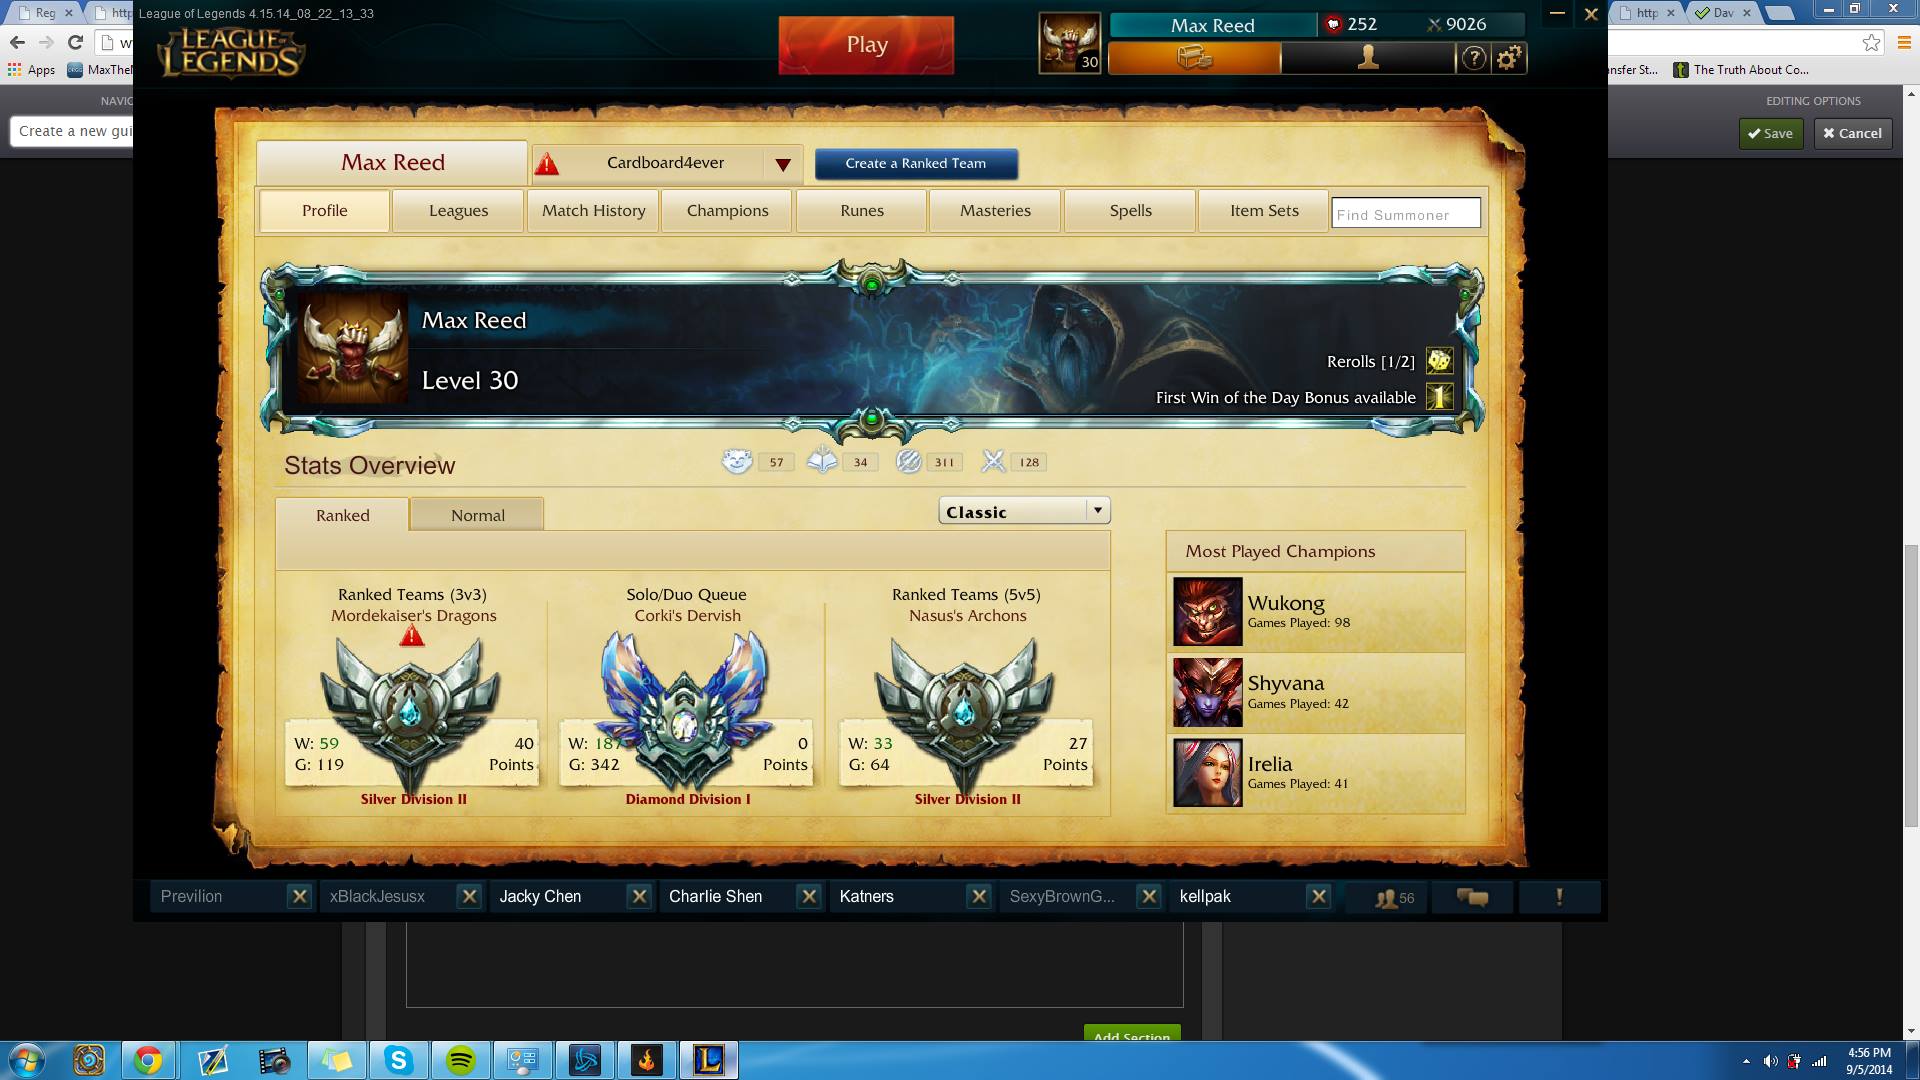 League of Legends 4.15.14_08_22_13_33
Reg
http
http
Dav
LEAGUE OF LEGENDS
Play
30
Max Reed
252
9026
Apps
MaxTheN
ansfer St...
The Truth About Co...
EDITING OPTIONS
Create a new gui
Save
Cancel
Max Reed
Cardboard4ever
Create a Ranked Team
Profile
Leagues
Match History
Champions
Runes
Masteries
Spells
Item Sets
Find Summoner
Max Reed
Level 30
Rerolls [1/2]
First Win of the Day Bonus available
1
Stats Overview
57
34
311
128
Ranked
Normal
Classic
Ranked Teams (3v3)
Mordekaiser's Dragons
W: 59
G: 119
40
Points
Silver Division II
Solo/Duo Queue
Corki's Dervish
W: 187
G: 342
0
Points
Diamond Division I
Ranked Teams (5v5)
Nasus's Archons
W: 33
G: 64
27
Points
Silver Division II
Most Played Champions
Wukong
Games Played: 98
Shyvana
Games Played: 42
Irelia
Games Played: 41
Previlion
xBlackJesusx
Jacky Chen
Charlie Shen
Katners
SexyBrownG...
kellpak
56
Add Section
4:56 PM
9/5/2014